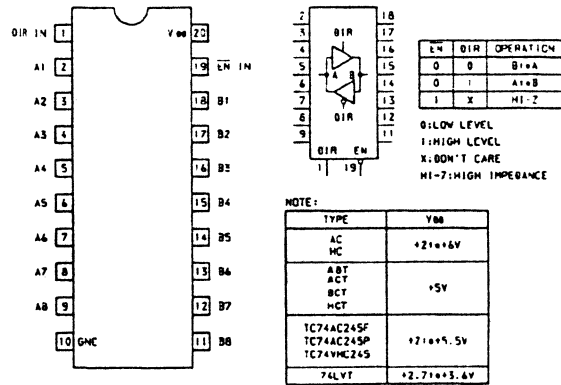 DIR IN 1
VDD 20
A1 2
19 EN IN
A2 3
18 B1
A3 4
17 B2
A4 5
16 B3
A5 6
15 B4
A6 7
14 B5
A7 8
13 B6
A8 9
12 B7
10 GND
11 B8
2 18
3 DIR 17
4 16
5 A B 15
6 14
7 13
8 DIR 12
9 11
DIR EN
1 19
EN DIR OPERATION
0 0 B to A
0 1 A to B
1 X HI-Z
0:LOW LEVEL
1:HIGH LEVEL
X:DON'T CARE
HI-Z:HIGH IMPEDANCE
NOTE:
TYPE VDD
AC
HC
+2 to +6V
ABT
ACT
BCT
HCT
+5V
TC74AC245F
TC74AC245P
TC74VHC245
+2 to +5.5V
74LVT +2.7 to +3.6V